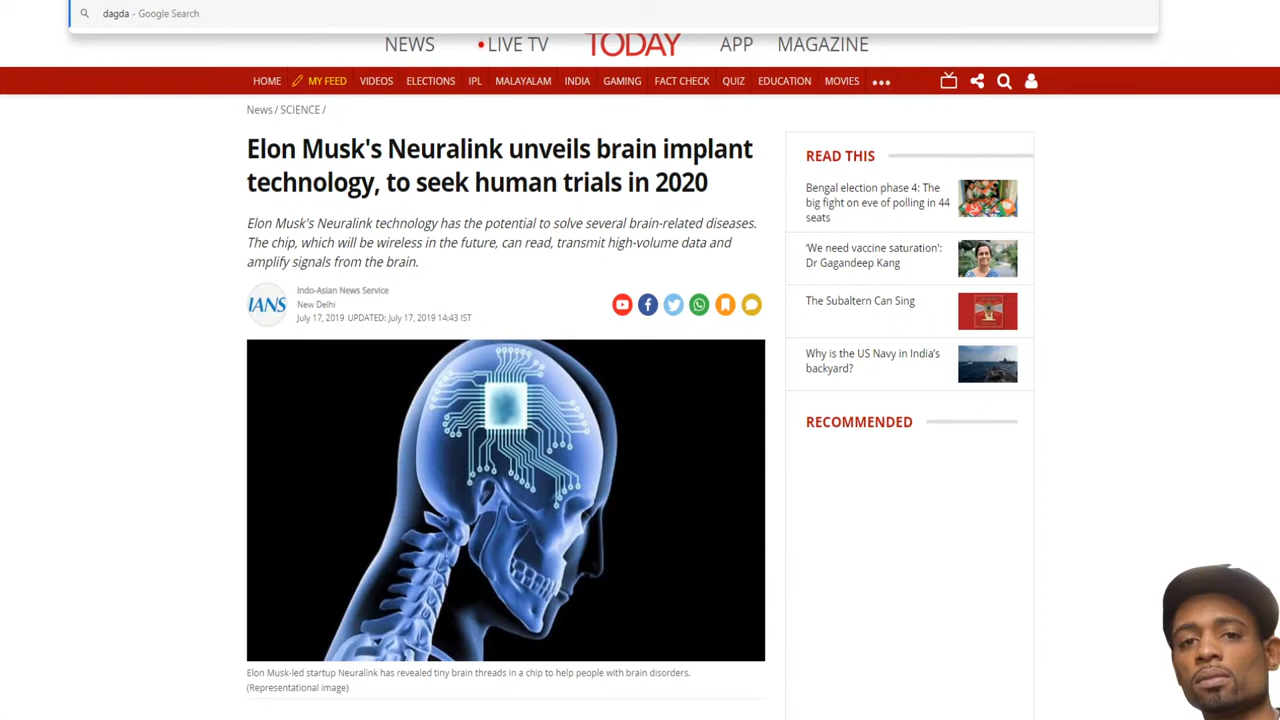 dagda - Google Search
NEWS
• LIVE TV
TODAY
APP
MAGAZINE
HOME
MY FEED
VIDEOS
ELECTIONS
IPL
MALAYALAM
INDIA
GAMING
FACT CHECK
QUIZ
EDUCATION
MOVIES
News / SCIENCE /
Elon Musk's Neuralink unveils brain implant
technology, to seek human trials in 2020
Elon Musk's Neuralink technology has the potential to solve several brain-related diseases.
The chip, which will be wireless in the future, can read, transmit high-volume data and
amplify signals from the brain.
IANS
Indo-Asian News Service
New Delhi
July 17, 2019 UPDATED: July 17, 2019 14:43 IST
Elon Musk-led startup Neuralink has revealed tiny brain threads in a chip to help people with brain disorders.
(Representational image)
READ THIS
Bengal election phase 4: The
big fight on eve of polling in 44
seats
‘We need vaccine saturation’:
Dr Gagandeep Kang
The Subaltern Can Sing
Why is the US Navy in India’s
backyard?
RECOMMENDED